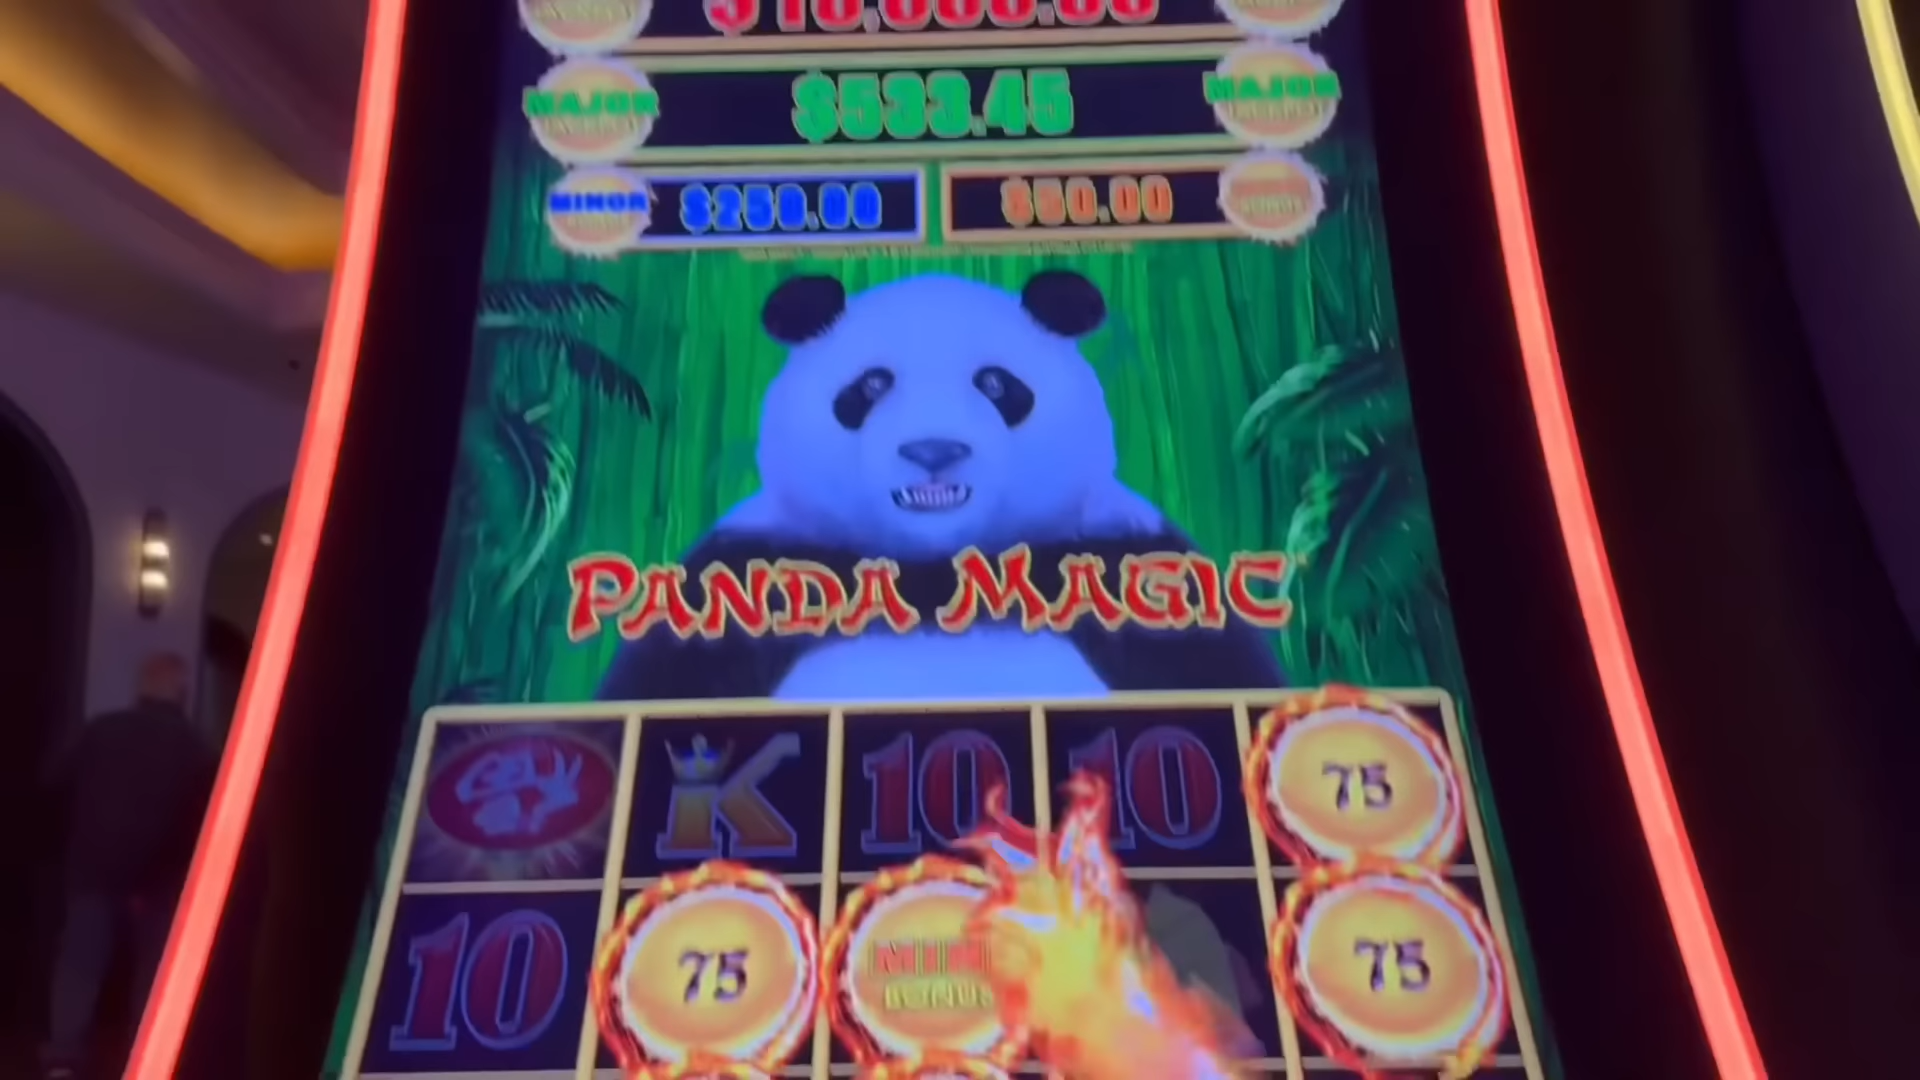 MAJOR $533.45 MAJOR
MINOR $250.00 $50.00
PANDA MAGIC
K 10 10 75
10 75 MINI 75
BONUS